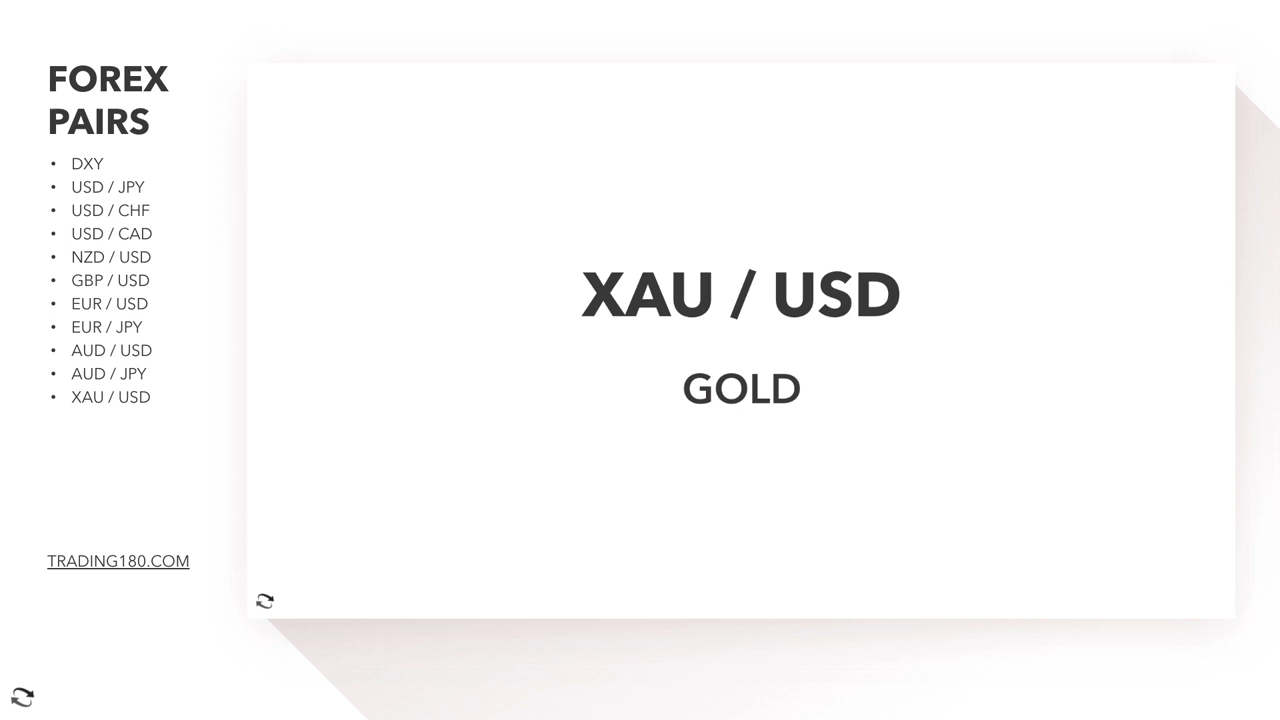 FOREX
PAIRS
• DXY
• USD / JPY
• USD / CHF
• USD / CAD
• NZD / USD
• GBP / USD
• EUR / USD
• EUR / JPY
• AUD / USD
• AUD / JPY
• XAU / USD
TRADING180.COM
XAU / USD
GOLD